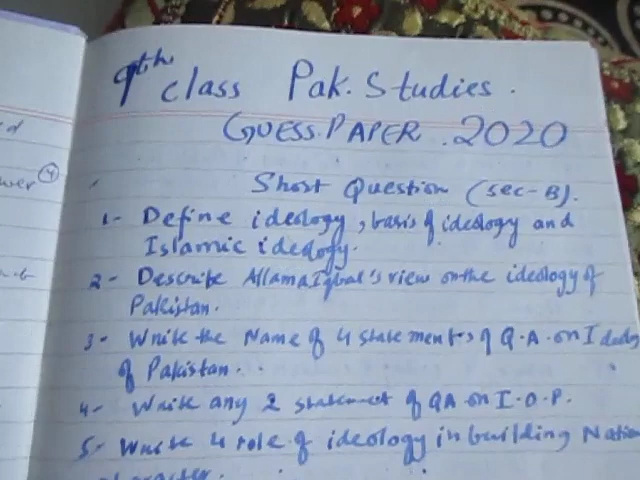 9th class Pak. Studies.
GUESS. PAPER. 2020
Short Question (sec-B).
1- Define ideology, basis of ideology and
Islamic ideology.
2- Describe Allama Iqbal's view on the ideology of
Pakistan.
3- Write the Name of 4 statements of Q.A. on Ideology
of Pakistan..
4- Write any 2 statement of QA on I.O.P.
5- Write 4 role of ideology in building Nation
character.